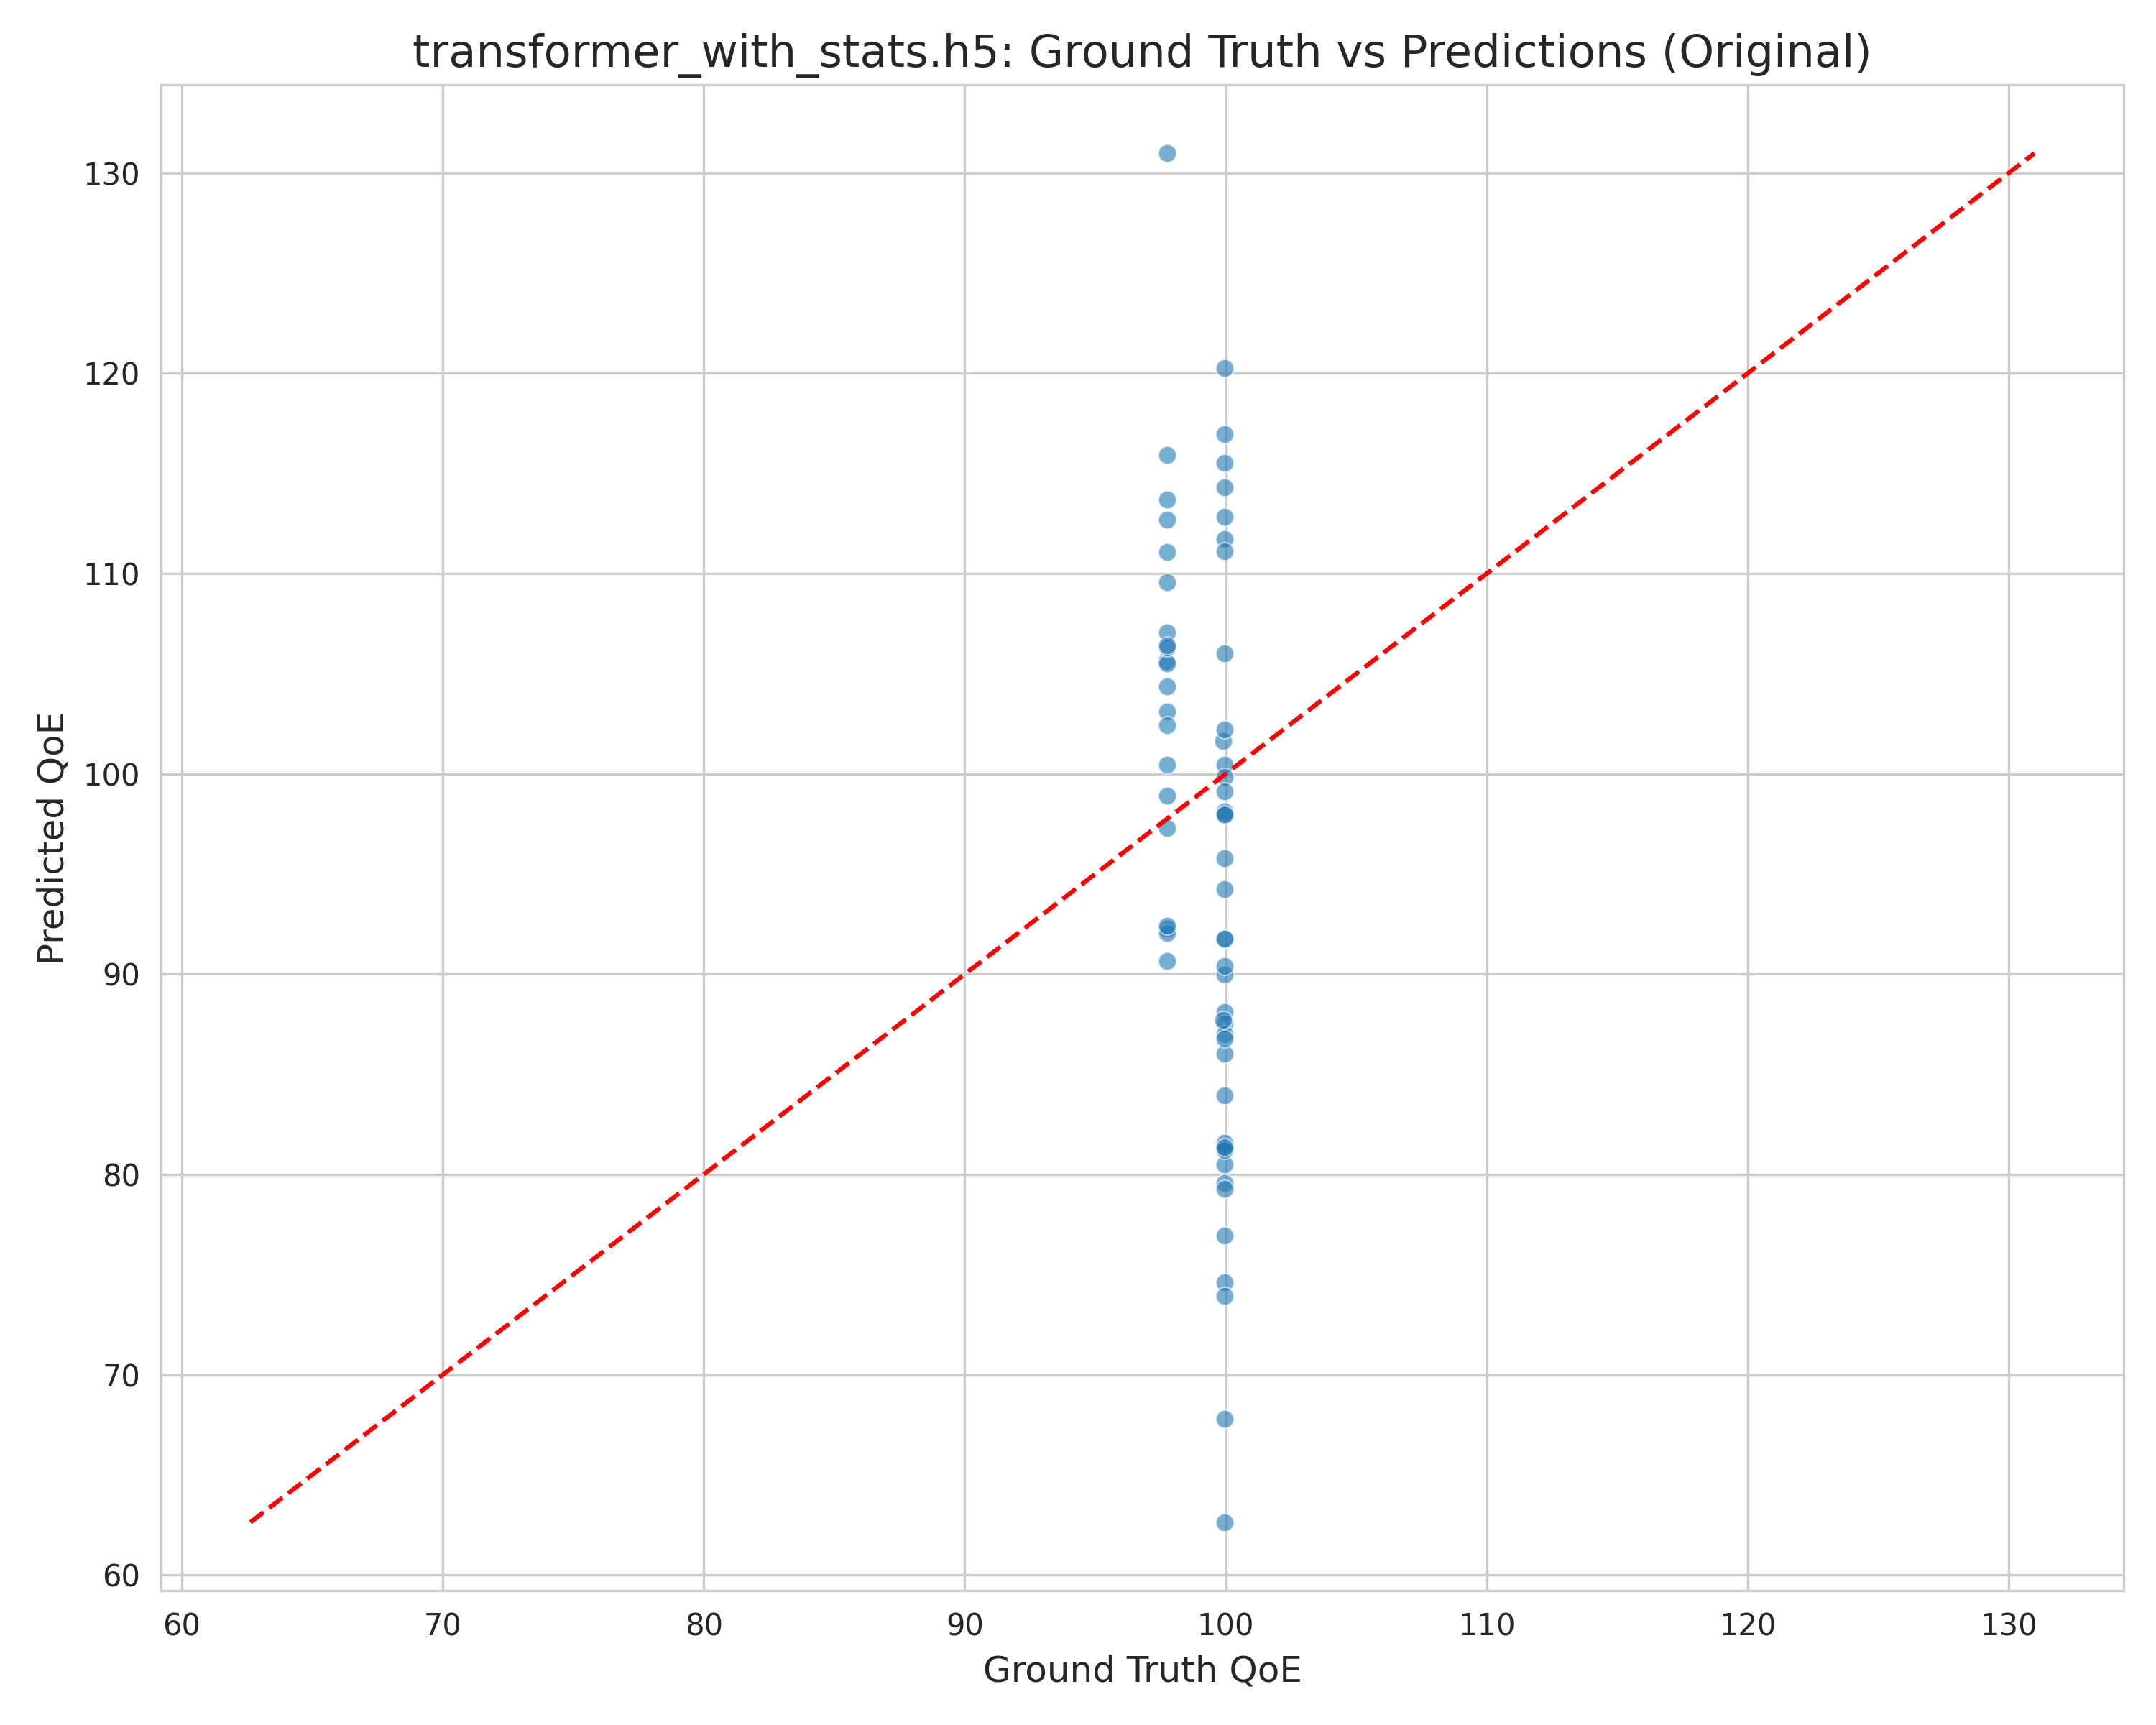 transformer_with_stats.h5: Ground Truth vs Predictions (Original)
130
120
110
100
90
80
70
60
Predicted QoE
60 70 80 90 100 110 120 130
Ground Truth QoE